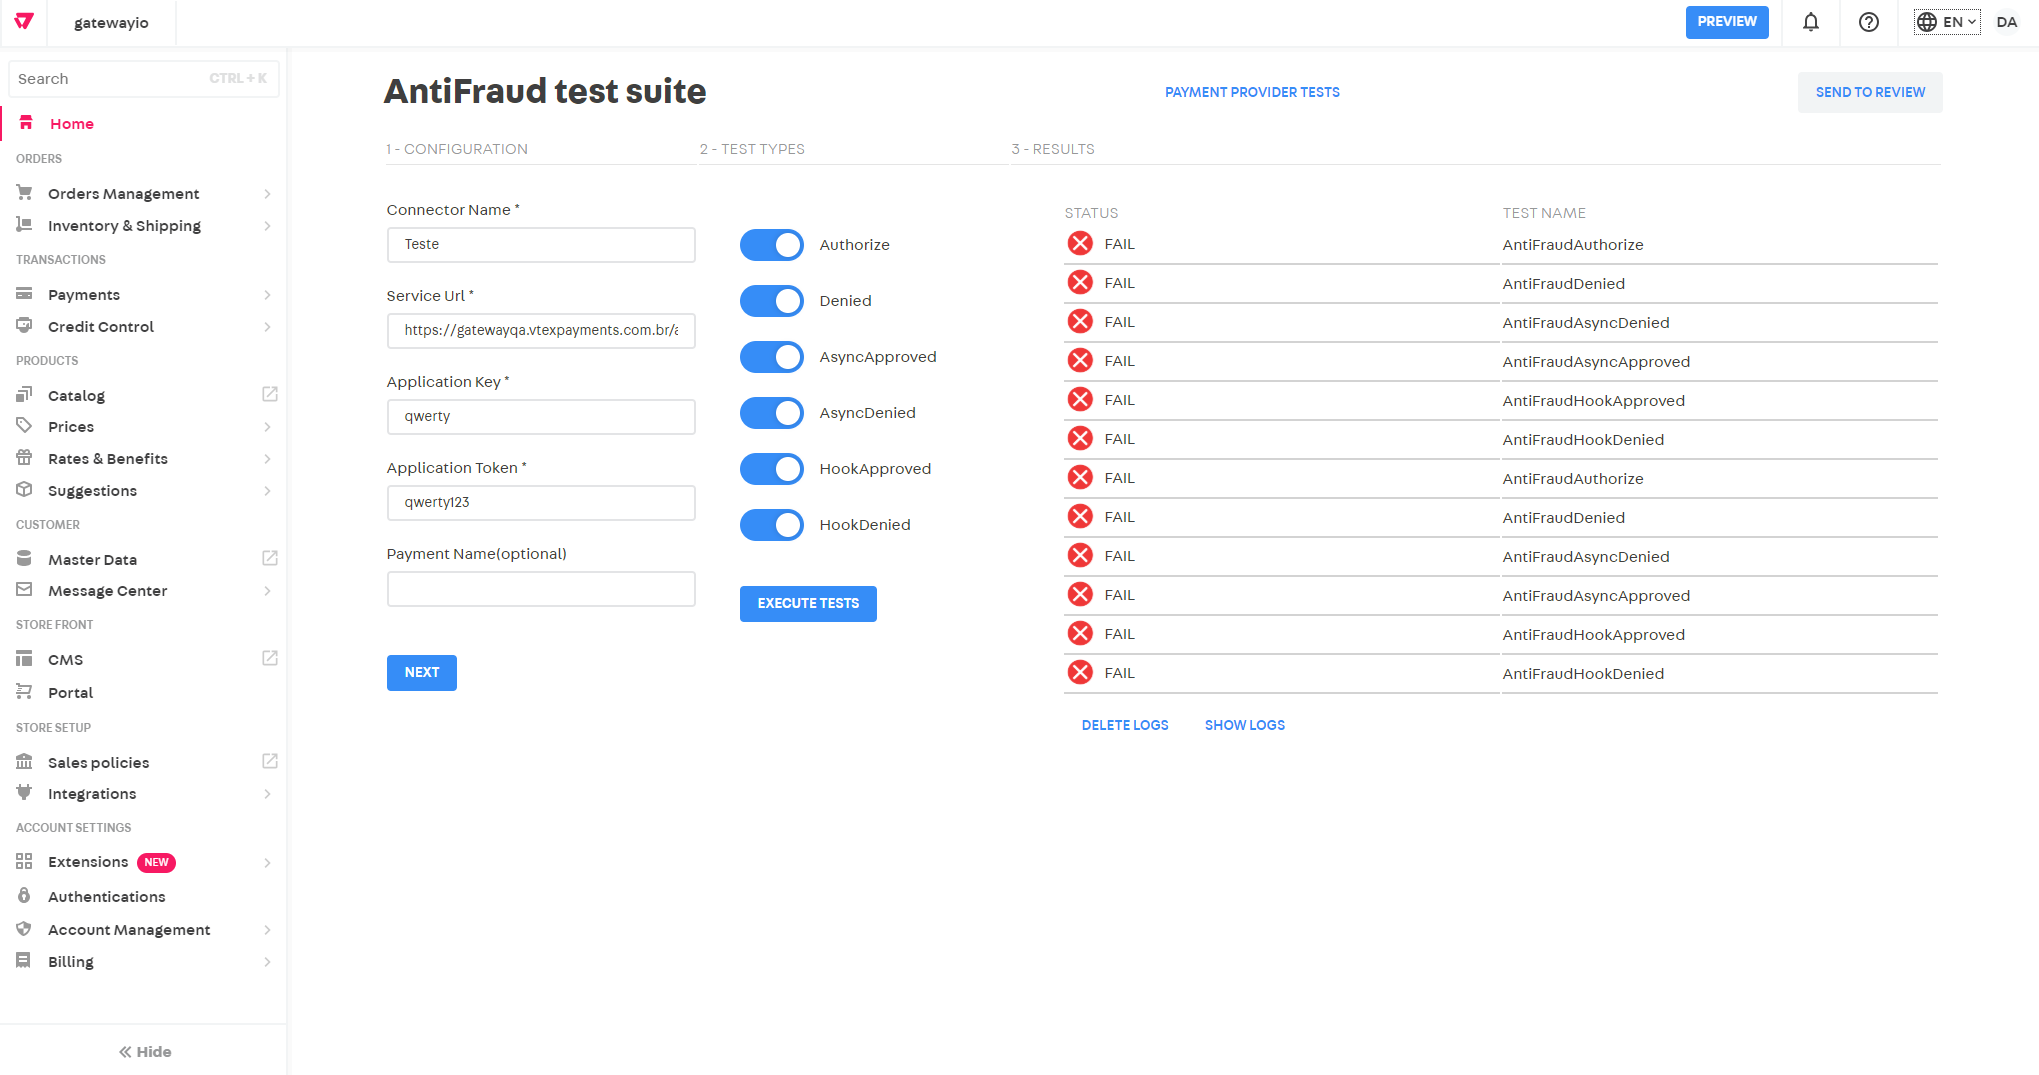 gatewayio
PREVIEW
EN
DA
Search
CTRL + K
Home
ORDERS
Orders Management
Inventory & Shipping
TRANSACTIONS
Payments
Credit Control
PRODUCTS
Catalog
Prices
Rates & Benefits
Suggestions
CUSTOMER
Master Data
Message Center
STORE FRONT
CMS
Portal
STORE SETUP
Sales policies
Integrations
ACCOUNT SETTINGS
Extensions NEW
Authentications
Account Management
Billing
Hide
AntiFraud test suite
PAYMENT PROVIDER TESTS
SEND TO REVIEW
1 - CONFIGURATION
2 - TEST TYPES
3 - RESULTS
Connector Name *
Teste
Service Url *
https://gatewayqa.vtexpayments.com.br/a
Application Key *
qwerty
Application Token *
qwerty123
Payment Name(optional)
NEXT
Authorize
Denied
AsyncApproved
AsyncDenied
HookApproved
HookDenied
EXECUTE TESTS
STATUS TEST NAME
FAIL AntiFraudAuthorize
FAIL AntiFraudDenied
FAIL AntiFraudAsyncDenied
FAIL AntiFraudAsyncApproved
FAIL AntiFraudHookApproved
FAIL AntiFraudHookDenied
FAIL AntiFraudAuthorize
FAIL AntiFraudDenied
FAIL AntiFraudAsyncDenied
FAIL AntiFraudAsyncApproved
FAIL AntiFraudHookApproved
FAIL AntiFraudHookDenied
DELETE LOGS
SHOW LOGS